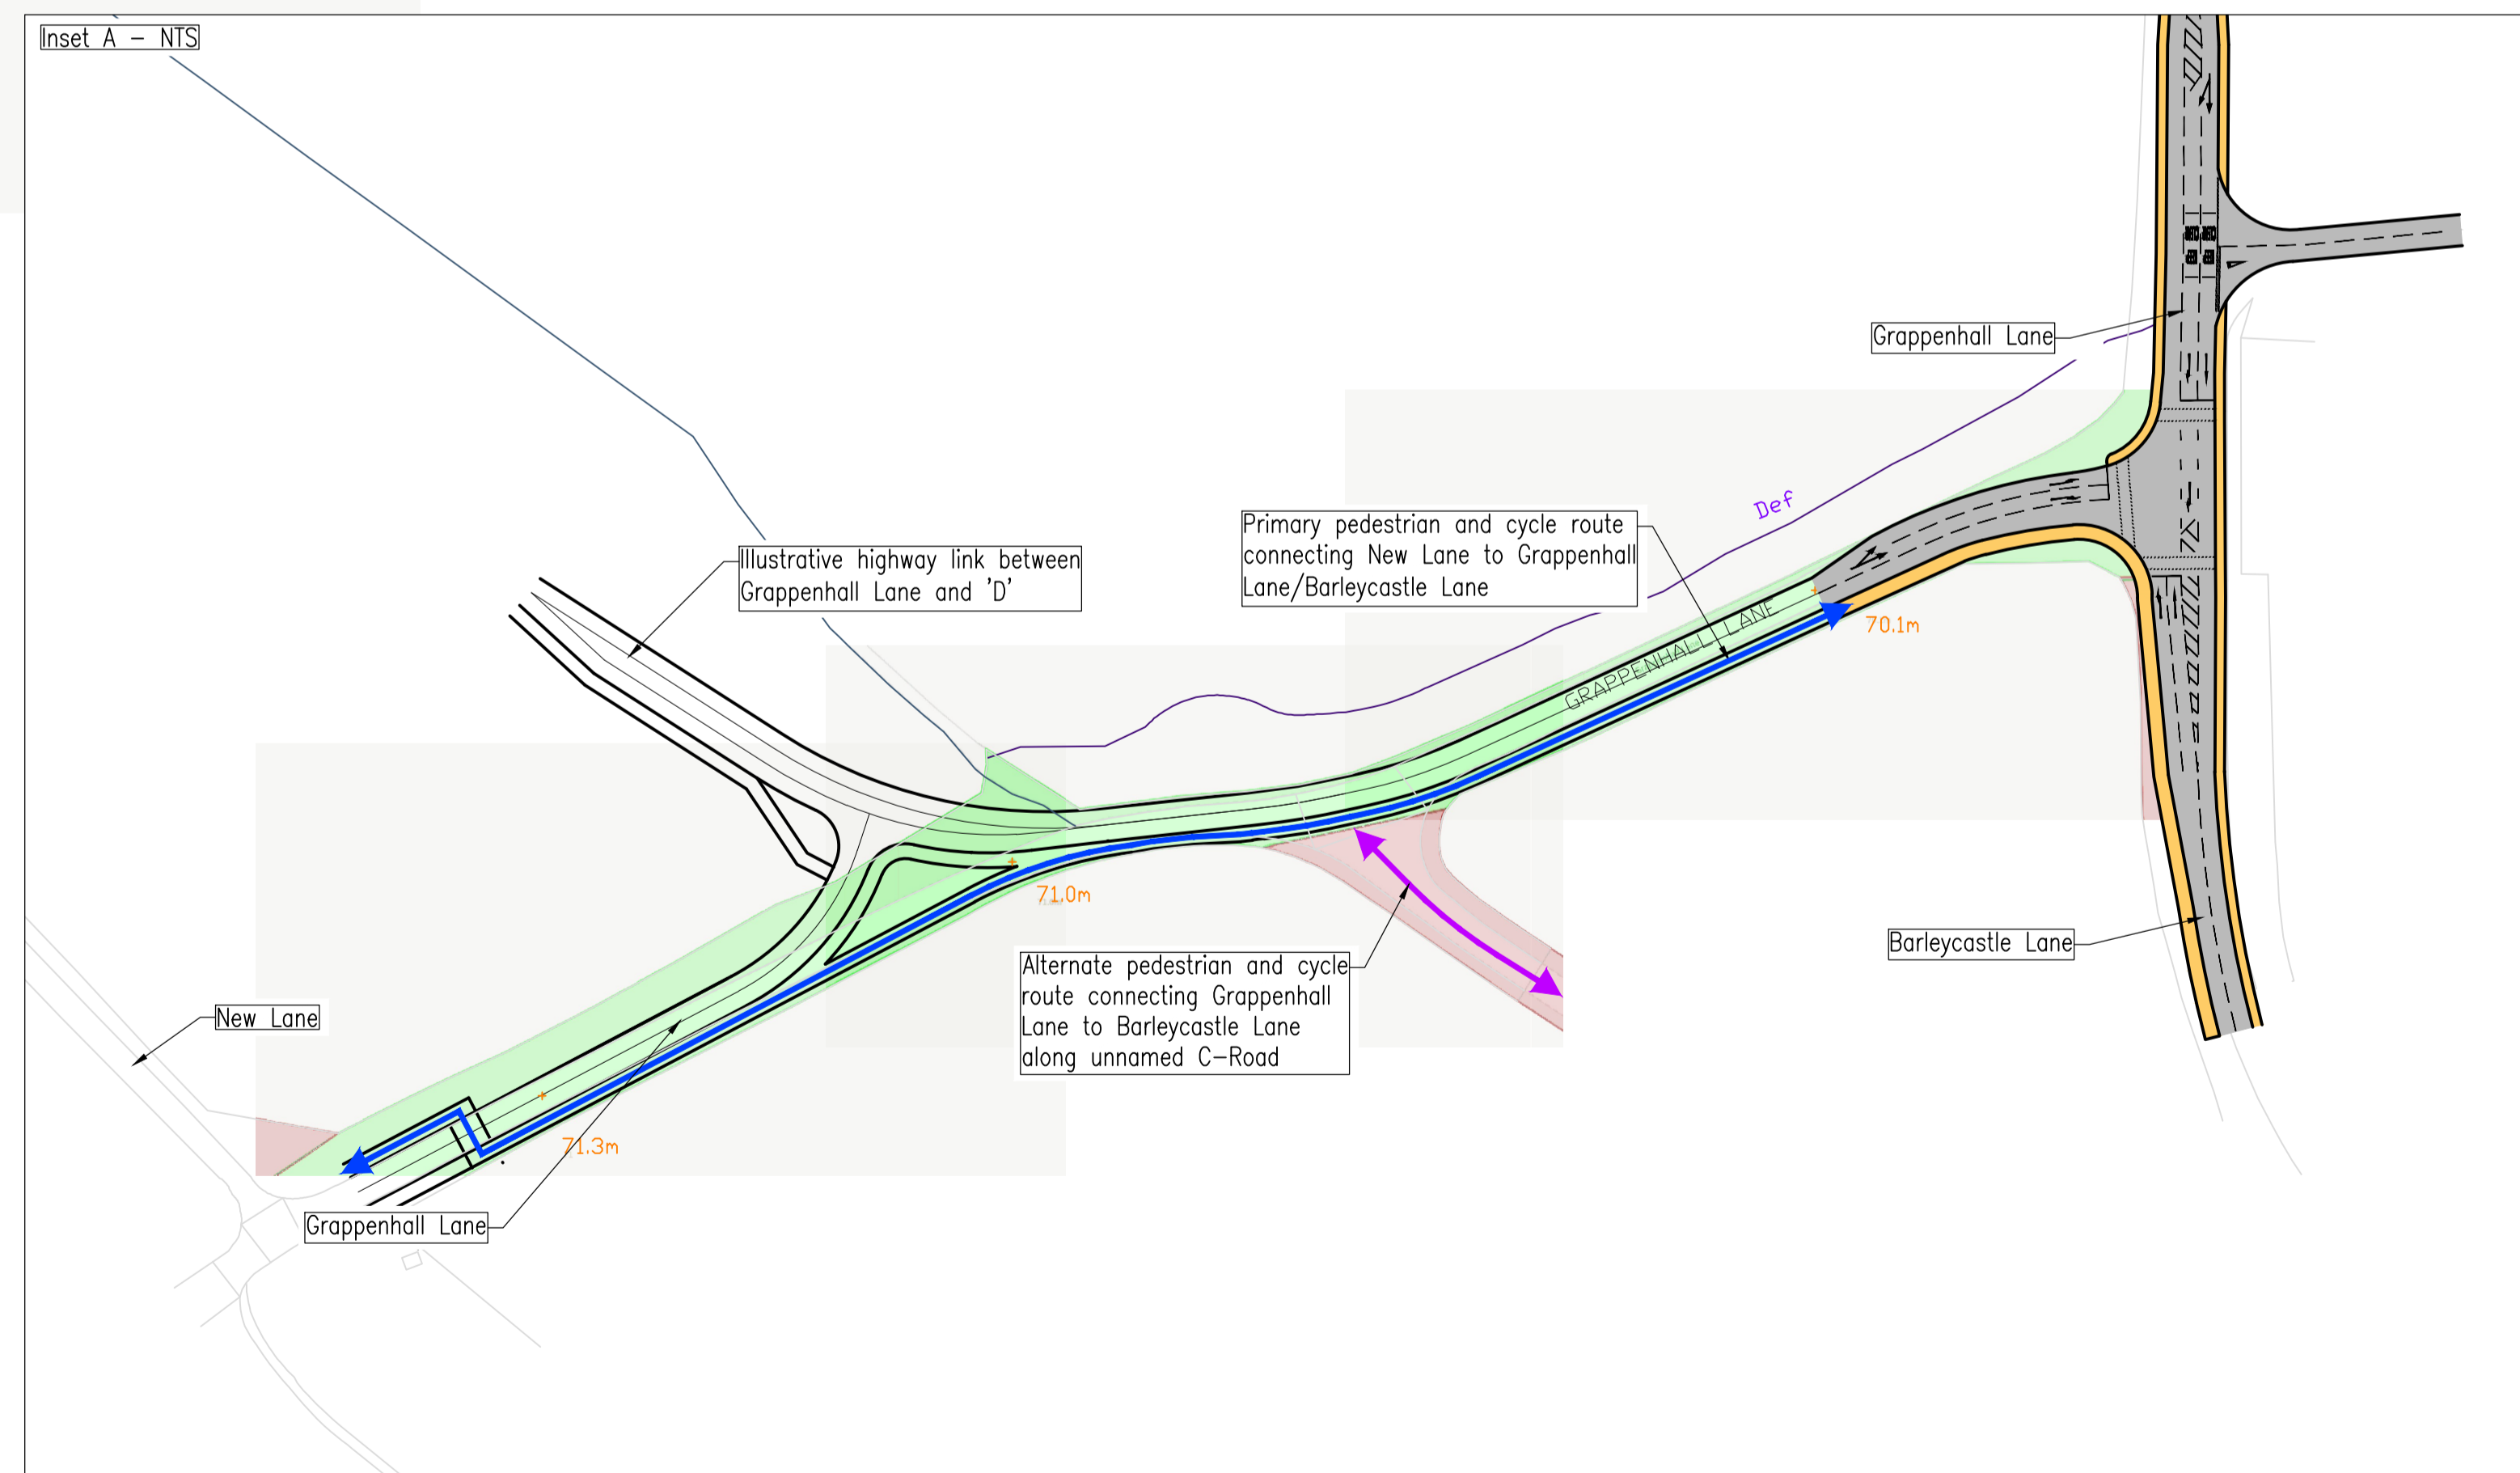 Inset A - NTS
Grappenhall Lane
Def
Primary pedestrian and cycle route
connecting New Lane to Grappenhall
Lane/Barleycastle Lane
Illustrative highway link between
Grappenhall Lane and 'D'
GRAPPENHALL LANE
70.1m
71.0m
Alternate pedestrian and cycle
route connecting Grappenhall
Lane to Barleycastle Lane
along unnamed C-Road
Barleycastle Lane
New Lane
71.3m
Grappenhall Lane